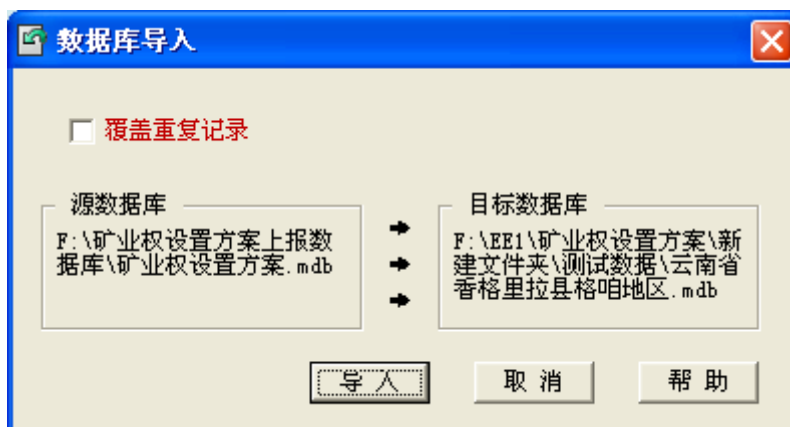 数据库导入
覆盖重复记录
源数据库
F:\矿业权设置方案上报数
据库\矿业权设置方案.mdb
目标数据库
F:\EE1\矿业权设置方案\新
建文件夹\测试数据\云南省
香格里拉县格咱地区.mdb
导入
取消
帮助